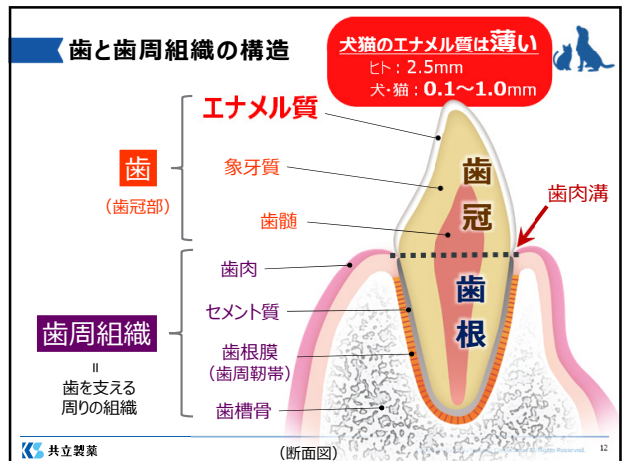 歯と歯周組織の構造
犬猫のエナメル質は薄い
ヒト：2.5mm
犬・猫：0.1～1.0mm
エナメル質
歯
（歯冠部）
象牙質
歯髄
歯冠
歯肉溝
歯肉
セメント質
歯根
歯周組織
=
歯を支える
周りの組織
歯根膜
（歯周靭帯）
歯槽骨
共立製薬
（断面図）
All Rights Reserved.
12